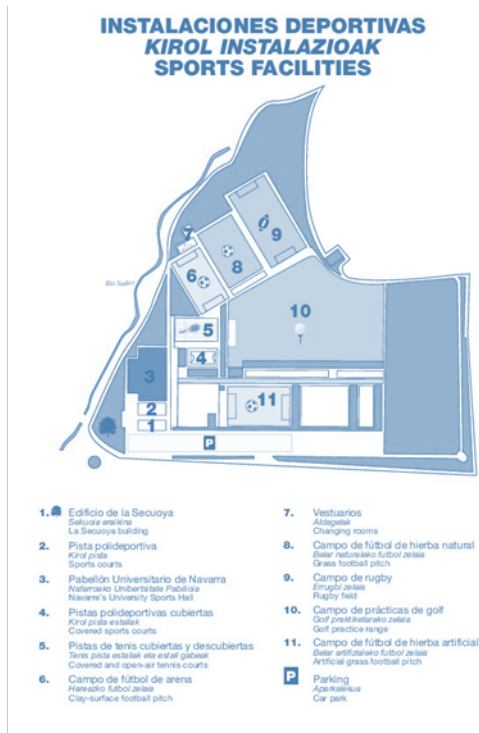 INSTALACIONES DEPORTIVAS
KIROL INSTALAZIOAK
SPORTS FACILITIES
7
9
8
6
Río Sadar
10
5
4
3
11
2
1
P
1. Edificio de la Secuoya
Sekuoia eraikina
La Secuoya building
2. Pista polideportiva
Kirol pista
Sports courts
3. Pabellón Universitario de Navarra
Nafarroako Unibertsitate Pabiloia
Navarre's University Sports Hall
4. Pistas polideportivas cubiertas
Kirol pista estaliak
Covered sports courts
5. Pistas de tenis cubiertas y descubiertas
Tenis pista estaliak eta estali gabeak
Covered and open-air tennis courts
6. Campo de fútbol de arena
Hareazko futbol zelaia
Clay-surface football pitch
7. Vestuarios
Aldagelak
Changing rooms
8. Campo de fútbol de hierba natural
Belar naturaleko futbol zelaia
Grass football pitch
9. Campo de rugby
Errugbi zelaia
Rugby field
10. Campo de prácticas de golf
Golf praktiketarako zelaia
Golf practice range
11. Campo de fútbol de hierba artificial
Belar artifizialeko futbol zelaia
Artificial grass football pitch
P Parking
Aparkalekua
Car park